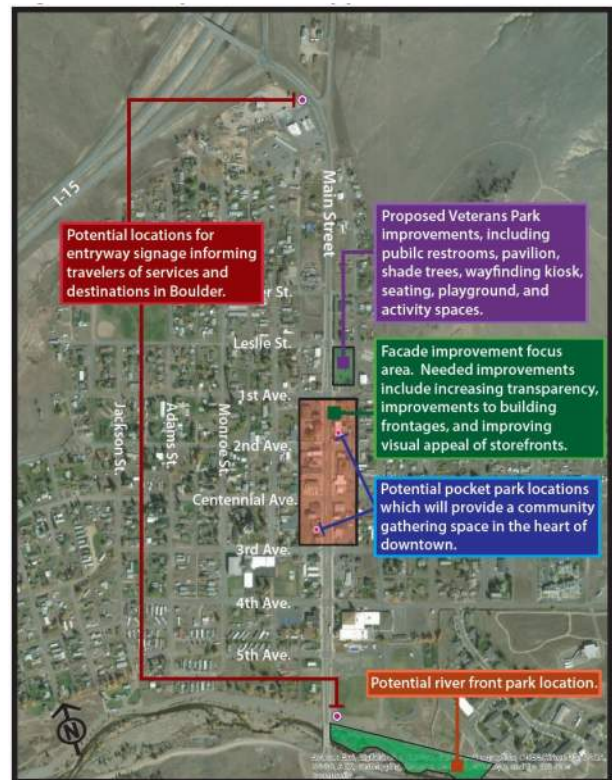 I-15
Main Street
Potential locations for
entryway signage informing
travelers of services and
destinations in Boulder.
Proposed Veterans Park
improvements, including
pubilc restrooms, pavilion,
shade trees, wayfinding kiosk,
seating, playground, and
activity spaces.
St.
Leslie St.
Facade improvement focus
area. Needed improvements
include increasing transparency,
improvements to building
frontages, and improving
visual appeal of storefronts.
1st Ave.
Jackson St.
Adams St.
Monroe St.
2nd Ave.
Potential pocket park locations
which will provide a community
gathering space in the heart of
downtown.
Centennial Ave.
3rd Ave.
4th Ave.
5th Ave.
Potential river front park location.
N